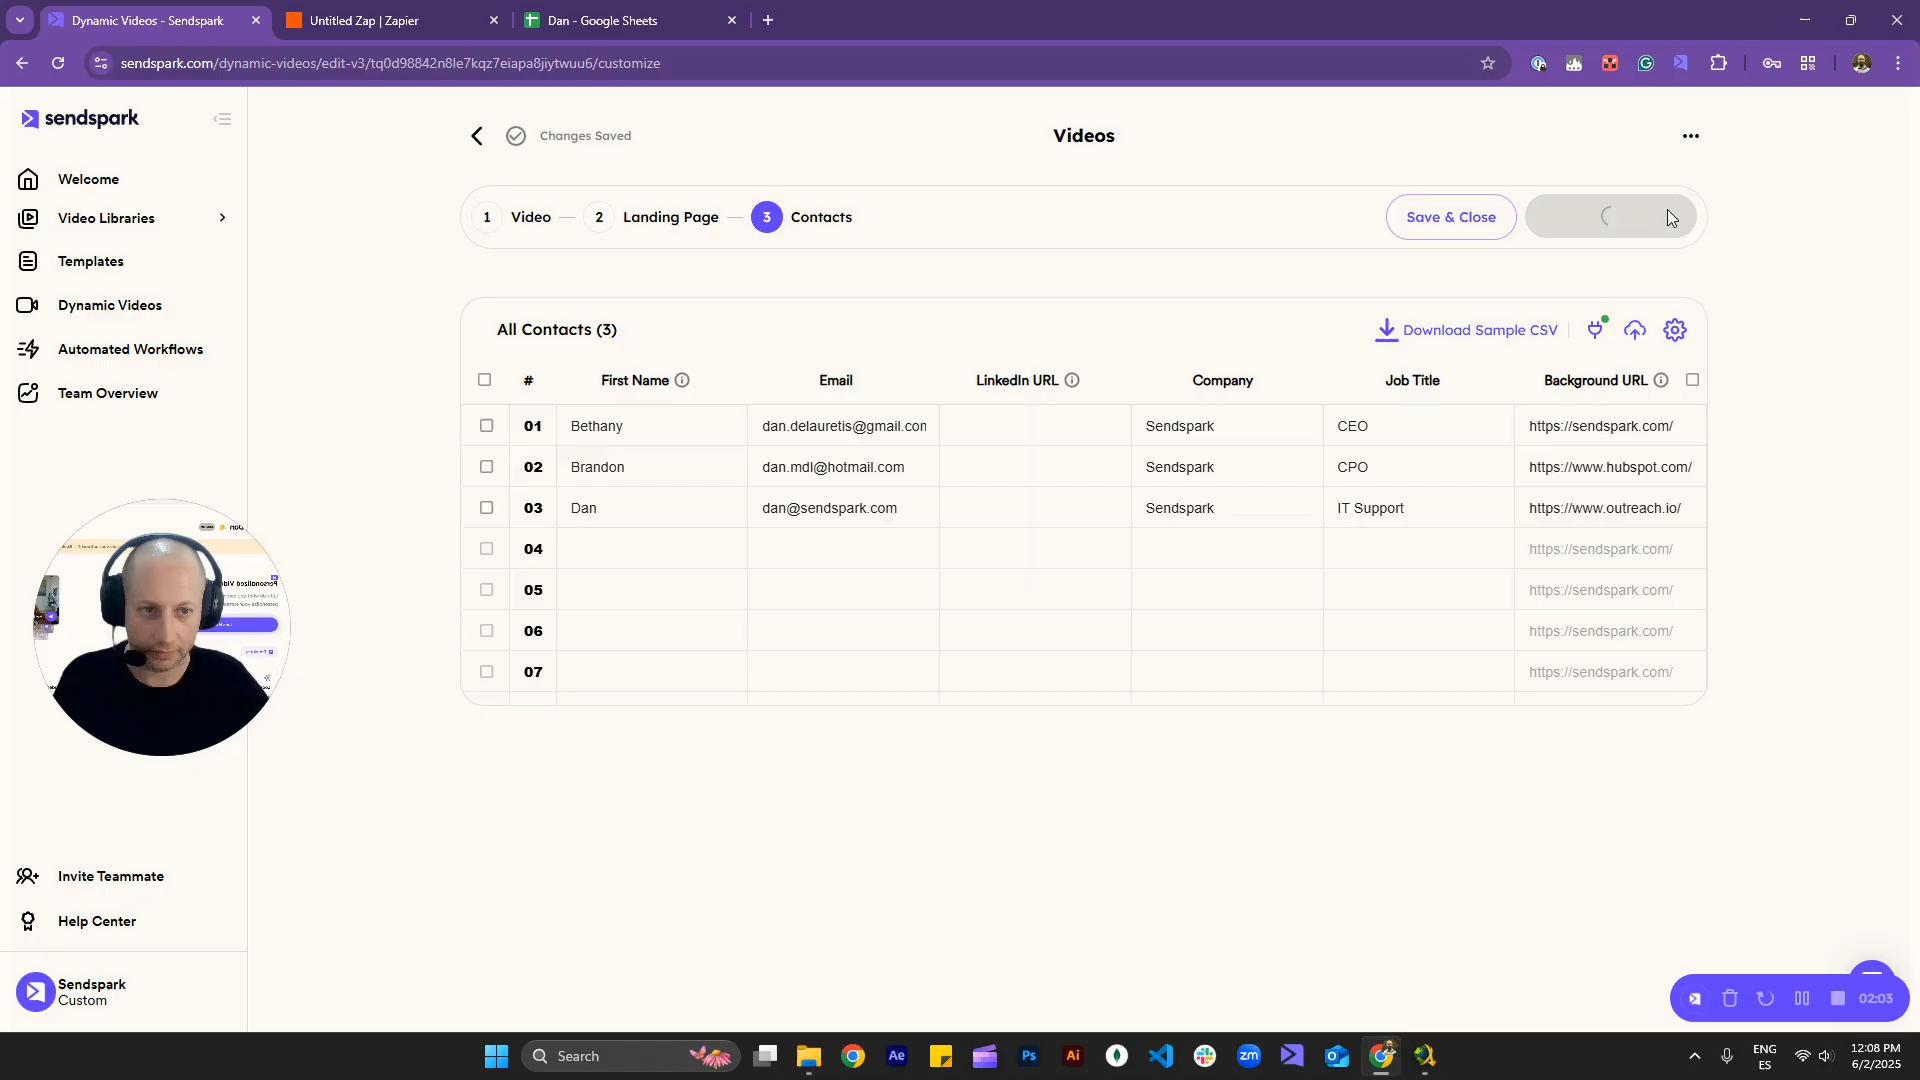 Dynamic Videos - Sendspark
Untitled Zap | Zapier
Dan - Google Sheets
sendspark.com/dynamic-videos/edit-v3/tq0d98842n8le7kqz7eiapa8jiytwuu6/customize
sendspark
Welcome
Video Libraries
Templates
Dynamic Videos
Automated Workflows
Team Overview
Invite Teammate
Help Center
Sendspark
Custom
Changes Saved
Videos
1 Video
2 Landing Page
3 Contacts
Save & Close
All Contacts (3)
Download Sample CSV
# First Name Email LinkedIn URL Company Job Title Background URL
01 Bethany dan.delauretis@gmail.con Sendspark CEO https://sendspark.com/
02 Brandon dan.mdl@hotmail.com Sendspark CPO https://www.hubspot.com/
03 Dan dan@sendspark.com Sendspark IT Support https://www.outreach.io/
04 https://sendspark.com/
05 https://sendspark.com/
06 https://sendspark.com/
07 https://sendspark.com/
02:03
Search
Ae
Ps
Ai
zm
ENG
ES
12:08 PM
6/2/2025